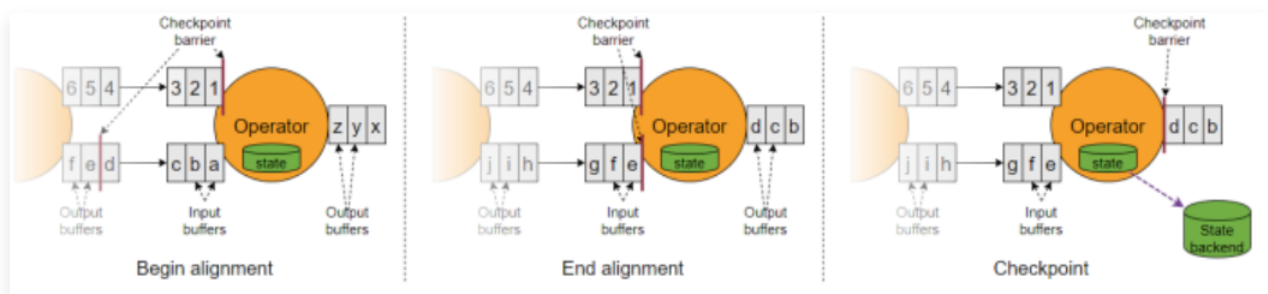 Checkpoint
barrier
6 5 4
3 2 1
Operator
z y x
state
f e d
c b a
Output
buffers
Input
buffers
Output
buffers
Begin alignment
Checkpoint
barrier
6 5 4
3 2 1
Operator
d c b
state
j i h
g f e
Output
buffers
Input
buffers
Output
buffers
End alignment
Checkpoint
barrier
6 5 4
3 2 1
Operator
d c b
state
j i h
g f e
Output
buffers
Input
buffers
State
backend
Checkpoint